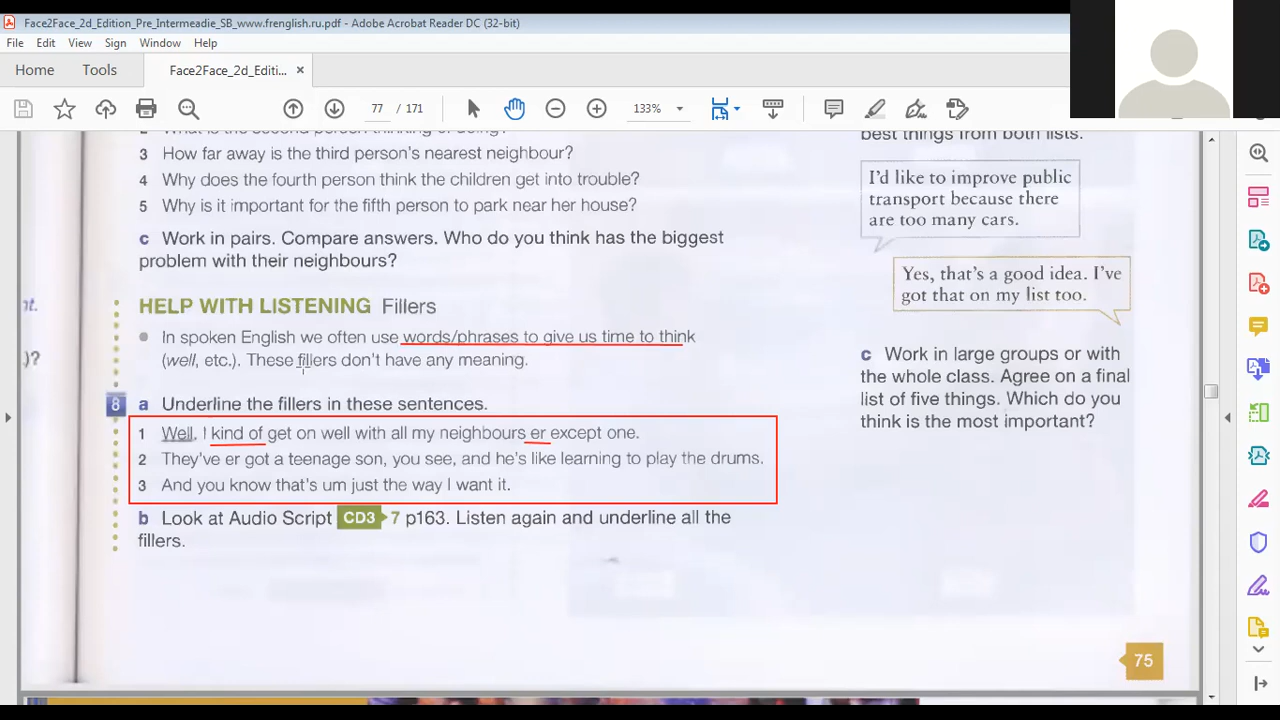 Face2Face_2d_Edition_Pre_Intermeadie_SB_www.frenglish.ru.pdf - Adobe Acrobat Reader DC (32-bit)
File Edit View Sign Window Help
Home Tools Face2Face_2d_Editi... ×
77 / 171 133%
2 What is the second person thinking of doing?
3 How far away is the third person's nearest neighbour?
4 Why does the fourth person think the children get into trouble?
5 Why is it important for the fifth person to park near her house?
c Work in pairs. Compare answers. Who do you think has the biggest
problem with their neighbours?
HELP WITH LISTENING Fillers
• In spoken English we often use words/phrases to give us time to think
(well, etc.). These fillers don't have any meaning.
8 a Underline the fillers in these sentences.
1 Well, I kind of get on well with all my neighbours er except one.
2 They've er got a teenage son, you see, and he's like learning to play the drums.
3 And you know that's um just the way I want it.
b Look at Audio Script CD3 7 p163. Listen again and underline all the
fillers.
nt.
)?
best things from both lists.
I'd like to improve public
transport because there
are too many cars.
Yes, that's a good idea. I've
got that on my list too.
c Work in large groups or with
the whole class. Agree on a final
list of five things. Which do you
think is the most important?
75